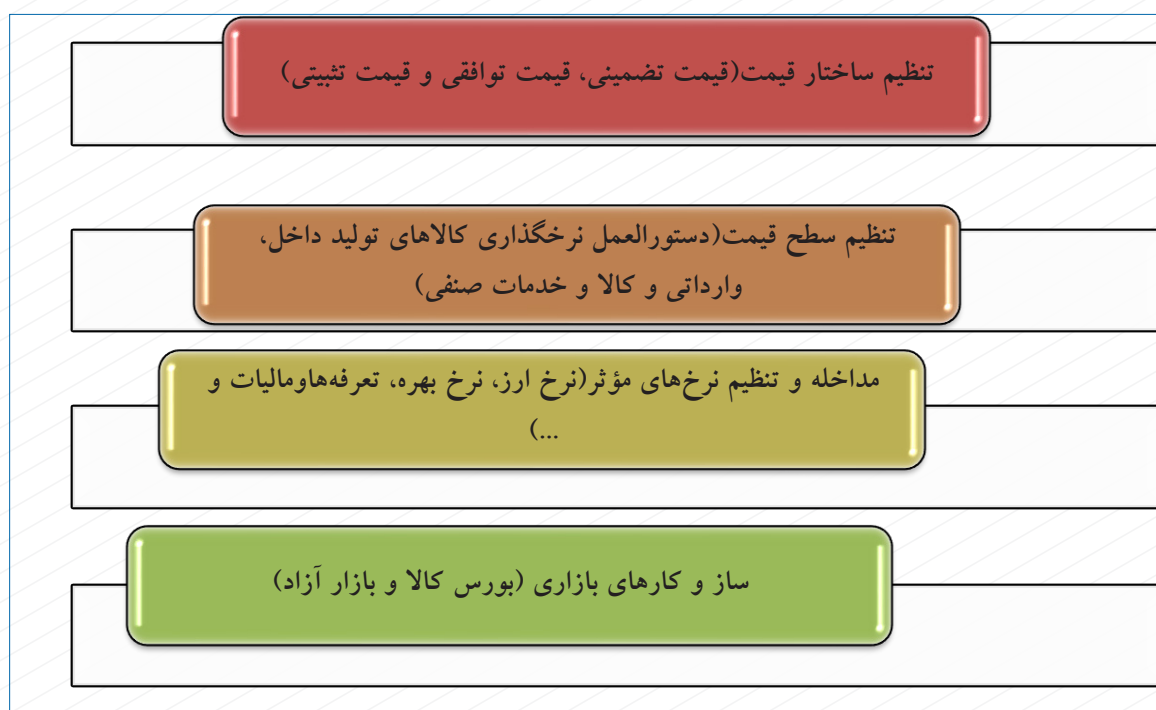 تنظیم ساختار قیمت(قیمت تضمینی، قیمت توافقی و قیمت تثبیتی)
تنظیم سطح قیمت(دستورالعمل نرخگذاری کالاهای تولید داخل،
وارداتی و کالا و خدمات صنفی)
مداخله و تنظیم نرخ‌های مؤثر(نرخ ارز، نرخ بهره، تعرفه‌هاومالیات و
...)
ساز و کارهای بازاری (بورس کالا و بازار آزاد)